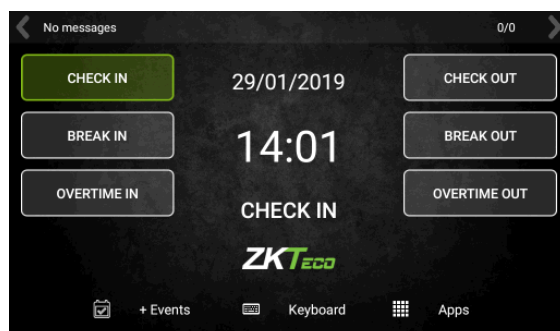 No messages 0/0
CHECK IN 29/01/2019 CHECK OUT
BREAK IN 14:01 BREAK OUT
OVERTIME IN CHECK IN OVERTIME OUT
ZKTECO
+ Events Keyboard Apps